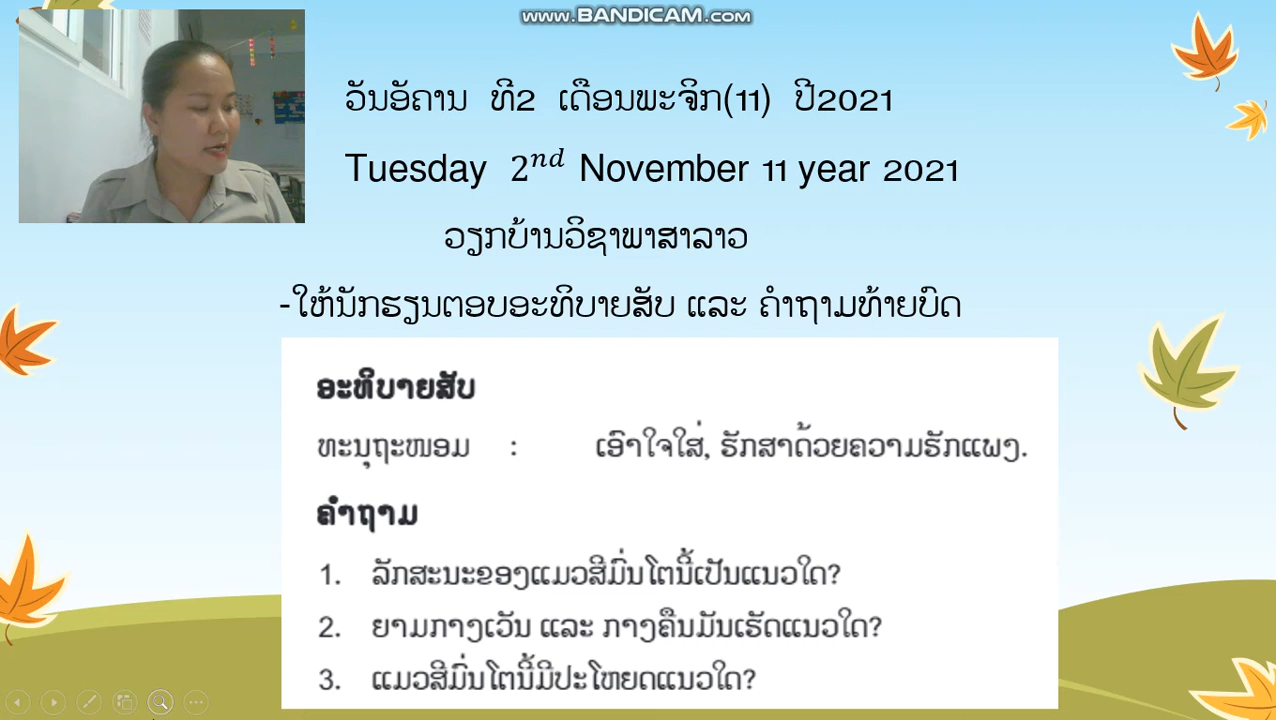 www.BANDICAM.com
ວັນອັຄານ ທີ2 ເດືອນພະຈິກ(11) ປີ2021
Tuesday 2nd November 11 year 2021
ວຽກບ້ານວິຊາພາສາລາວ
-ໃຫ້ນັກຮຽນຕອບອະທິບາຍສັບ ແລະ ຄຳຖາມທ້າຍບົດ
ອະທິບາຍສັບ
ທະນຸຖະໜອມ : ເອົາໃຈໃສ່, ຮັກສາດ້ວຍຄວາມຮັກແພງ.
ຄຳຖາມ
1. ລັກສະນະຂອງແມວສີມົ່ນໂຕນີ້ເປັນແນວໃດ?
2. ຍາມກາງເວັນ ແລະ ກາງຄືນມັນເຮັດແນວໃດ?
3. ແມວສີມົ່ນໂຕນີ້ມີປະໂຫຍດແນວໃດ?